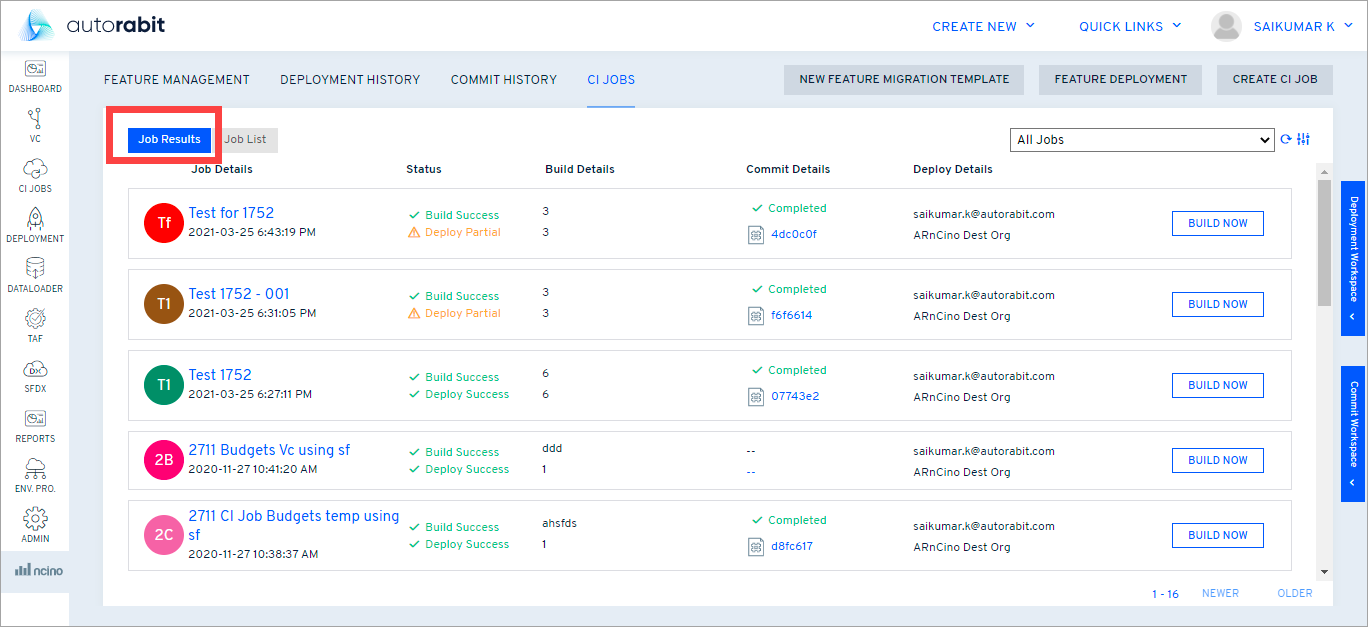 autorabit
CREATE NEW
QUICK LINKS
SAIKUMAR K
DASHBOARD
VC
CI JOBS
DEPLOYMENT
DATALOADER
TAF
SFDX
REPORTS
ENV. PRO.
ADMIN
ncino
FEATURE MANAGEMENT
DEPLOYMENT HISTORY
COMMIT HISTORY
CI JOBS
NEW FEATURE MIGRATION TEMPLATE
FEATURE DEPLOYMENT
CREATE CI JOB
Job Results
Job List
All Jobs
Job Details
Status
Build Details
Commit Details
Deploy Details
Tf
Test for 1752
2021-03-25 6:43:19 PM
Build Success
Deploy Partial
3
3
Completed
4dc0c0f
saikumar.k@autorabit.com
ARnCino Dest Org
BUILD NOW
T1
Test 1752 - 001
2021-03-25 6:31:05 PM
Build Success
Deploy Partial
3
3
Completed
f6f6614
saikumar.k@autorabit.com
ARnCino Dest Org
BUILD NOW
T1
Test 1752
2021-03-25 6:27:11 PM
Build Success
Deploy Success
6
6
Completed
07743e2
saikumar.k@autorabit.com
ARnCino Dest Org
BUILD NOW
2B
2711 Budgets Vc using sf
2020-11-27 10:41:20 AM
Build Success
Deploy Success
ddd
1
--
--
saikumar.k@autorabit.com
ARnCino Dest Org
BUILD NOW
2C
2711 CI Job Budgets temp using
sf
2020-11-27 10:38:37 AM
Build Success
Deploy Success
ahsfds
1
Completed
d8fc617
saikumar.k@autorabit.com
ARnCino Dest Org
BUILD NOW
1 - 16
NEWER
OLDER
Deployment Workspace
Commit Workspace